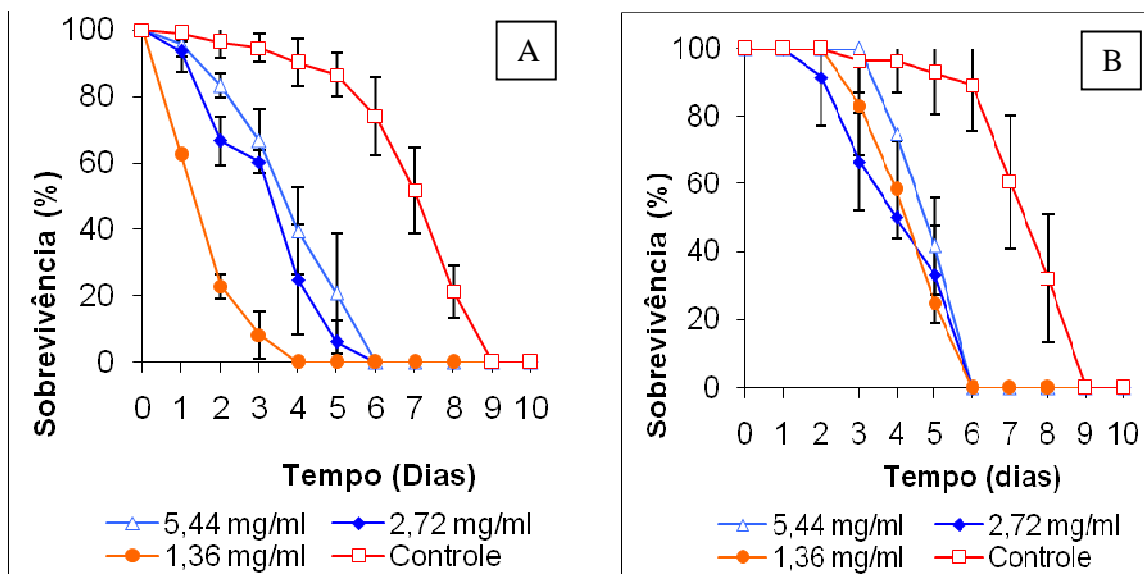 A
Sobrevivência (%)
100
80
60
40
20
0
0 1 2 3 4 5 6 7 8 9 10
Tempo (Dias)
5,44 mg/ml 2,72 mg/ml
1,36 mg/ml Controle
B
Sobrevivência (%)
100
80
60
40
20
0
0 1 2 3 4 5 6 7 8 9 10
Tempo (dias)
5,44 mg/ml 2,72 mg/ml
1,36 mg/ml Controle